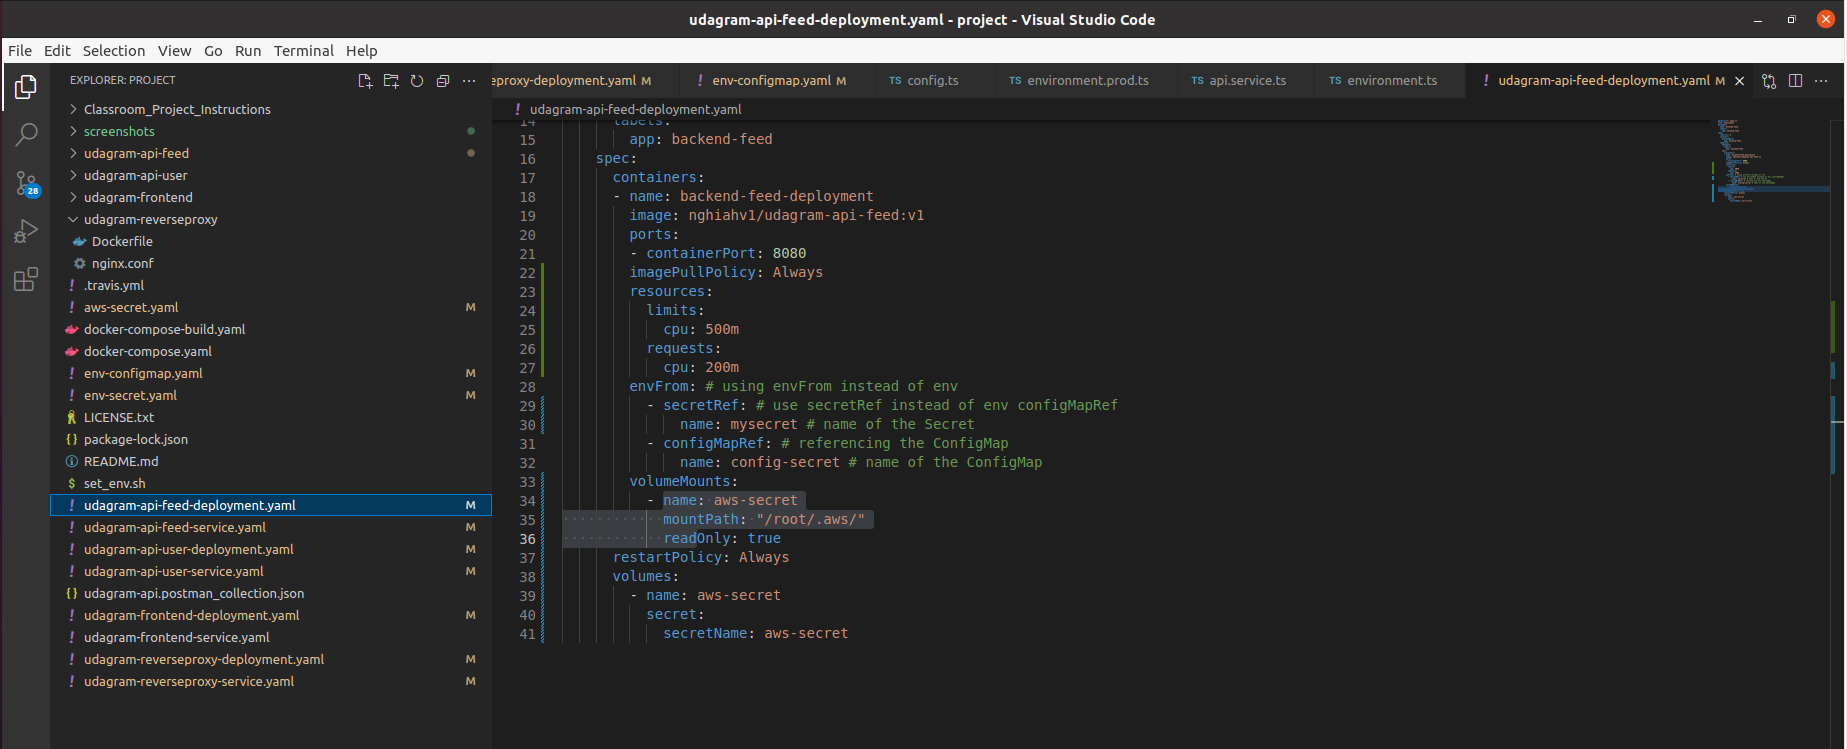 udagram-api-feed-deployment.yaml - project - Visual Studio Code
File Edit Selection View Go Run Terminal Help
EXPLORER: PROJECT
eproxy-deployment.yaml M
! env-configmap.yaml M
TS config.ts
TS environment.prod.ts
TS api.service.ts
TS environment.ts
! udagram-api-feed-deployment.yaml M
! udagram-api-feed-deployment.yaml
28
Classroom_Project_Instructions
screenshots
udagram-api-feed
udagram-api-user
udagram-frontend
udagram-reverseproxy
Dockerfile
nginx.conf
! .travis.yml
! aws-secret.yaml M
docker-compose-build.yaml
docker-compose.yaml
! env-configmap.yaml M
! env-secret.yaml M
LICENSE.txt
{} package-lock.json
README.md
$ set_env.sh
! udagram-api-feed-deployment.yaml M
! udagram-api-feed-service.yaml M
! udagram-api-user-deployment.yaml M
! udagram-api-user-service.yaml M
{} udagram-api.postman_collection.json
! udagram-frontend-deployment.yaml M
! udagram-frontend-service.yaml
! udagram-reverseproxy-deployment.yaml M
! udagram-reverseproxy-service.yaml M
14 labels:
15 app: backend-feed
16 spec:
17 containers:
18 - name: backend-feed-deployment
19 image: nghiahv1/udagram-api-feed:v1
20 ports:
21 - containerPort: 8080
22 imagePullPolicy: Always
23 resources:
24 limits:
25 cpu: 500m
26 requests:
27 cpu: 200m
28 envFrom: # using envFrom instead of env
29 - secretRef: # use secretRef instead of env configMapRef
30 name: mysecret # name of the Secret
31 - configMapRef: # referencing the ConfigMap
32 name: config-secret # name of the ConfigMap
33 volumeMounts:
34 - name: aws-secret
35 mountPath: "/root/.aws/"
36 readOnly: true
37 restartPolicy: Always
38 volumes:
39 - name: aws-secret
40 secret:
41 secretName: aws-secret